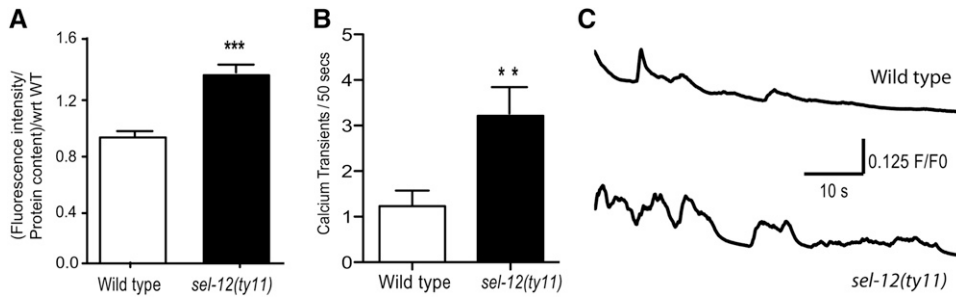 A
(Fluorescence intensity/
Protein content)/wrt WT
1.6
1.2
0.8
0.4
0.0
***
Wild type
sel-12(ty11)
B
Calcium Transients / 50 secs
5
4
3
2
1
0
**
Wild type
sel-12(ty11)
C
Wild type
0.125 F/F0
10 s
sel-12(ty11)